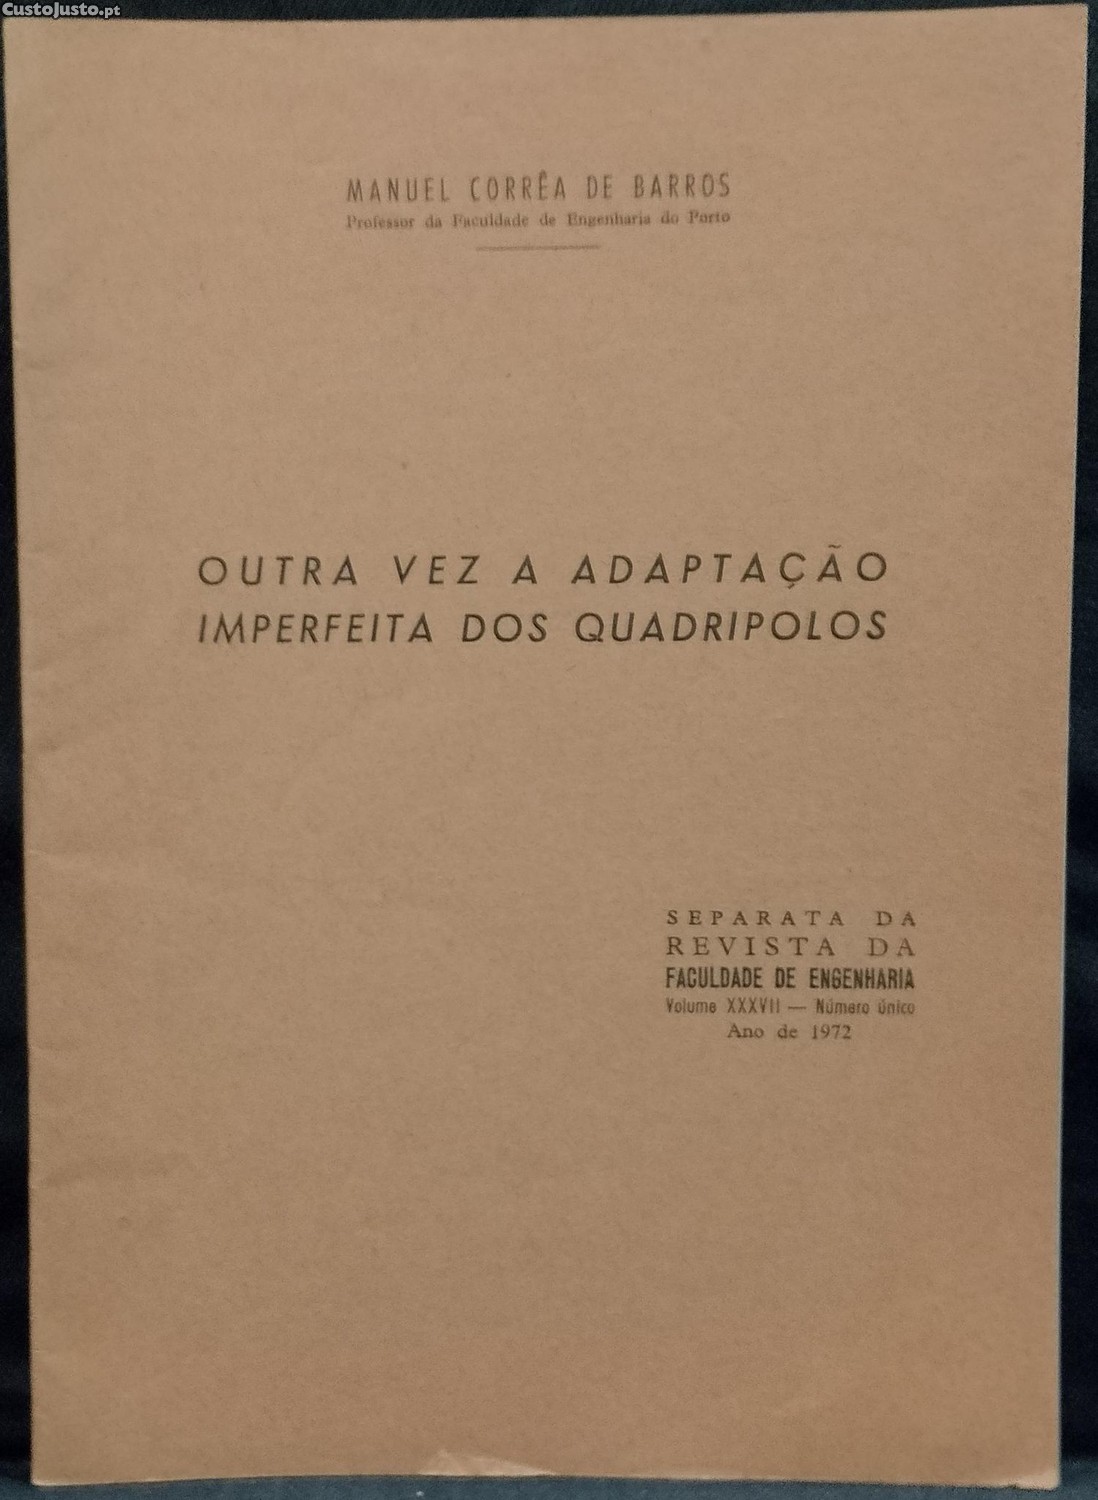 CustoJusto.pt
MANUEL CORRÊA DE BARROS
Professor da Faculdade de Engenharia do Porto
OUTRA VEZ A ADAPTAÇÃO
IMPERFEITA DOS QUADRIPOLOS
SEPARATA DA
REVISTA DA
FACULDADE DE ENGENHARIA
Volume XXXVII — Número único
Ano de 1972